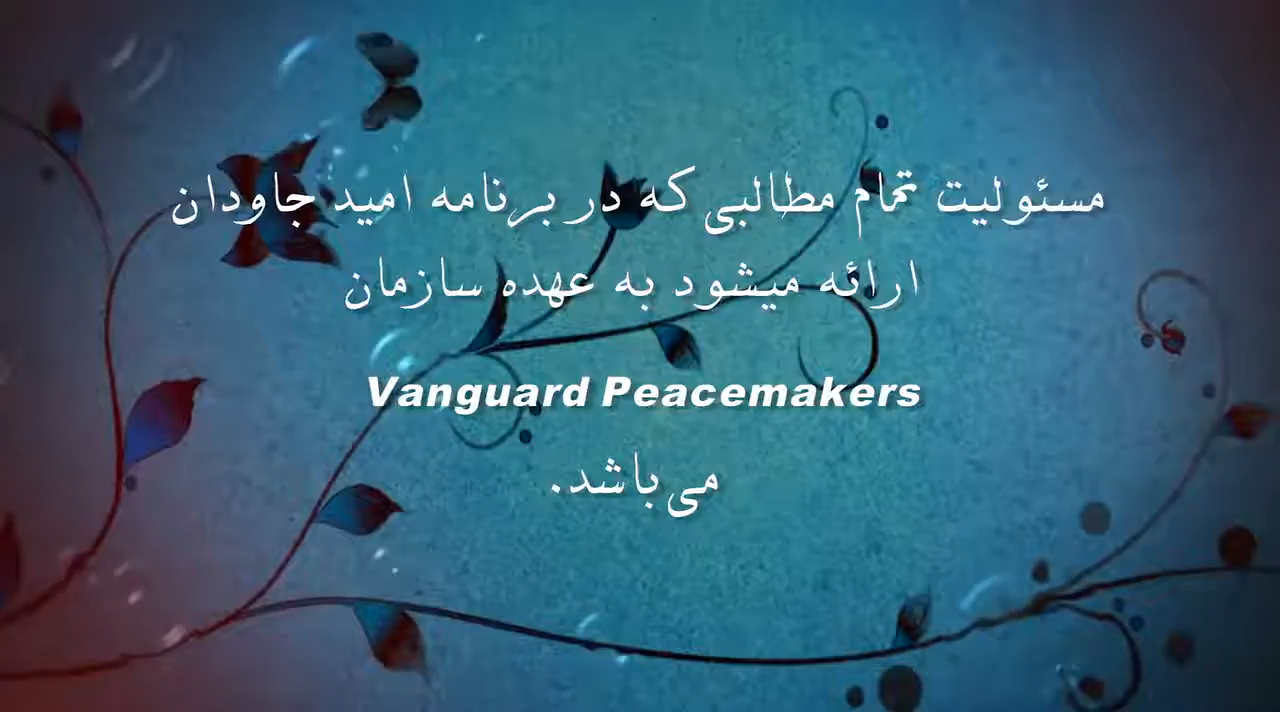 مسئولیت تمام مطالبی که در برنامه امید جاودان
ارائه میشود به عهده سازمان
Vanguard Peacemakers
می‌باشد.